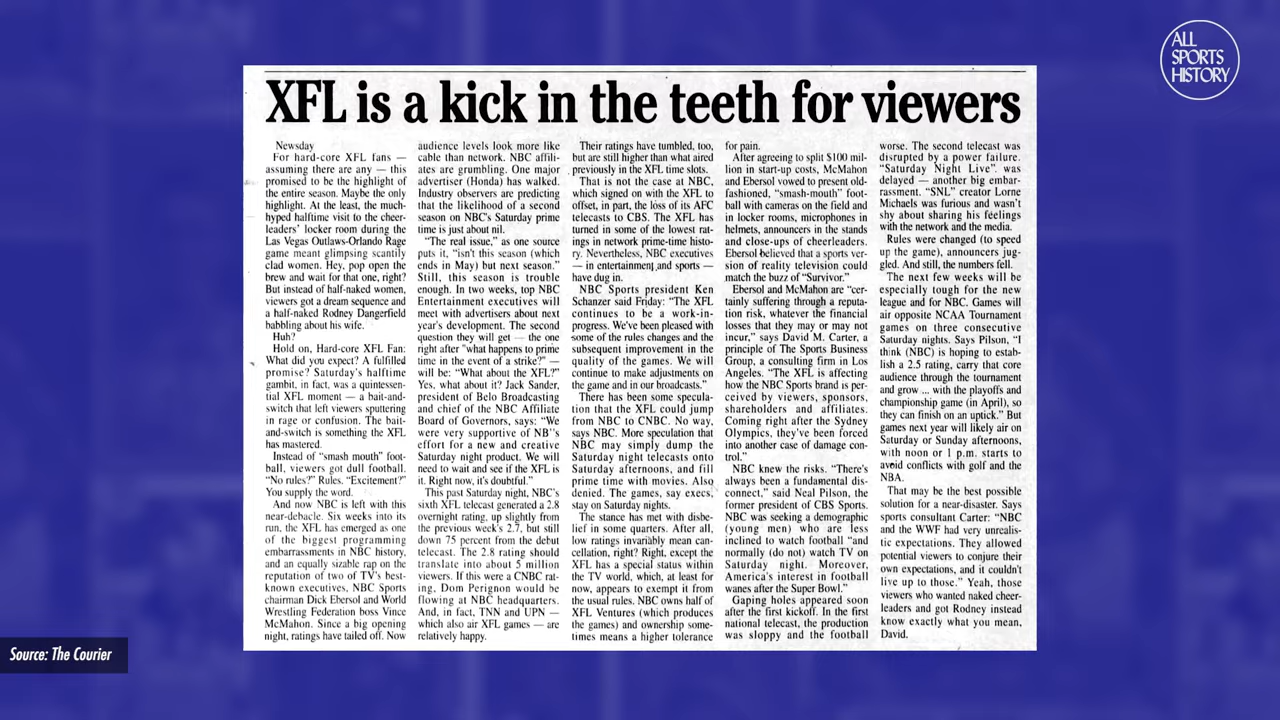 ALL
SPORTS
HISTORY
XFL is a kick in the teeth for viewers
Newsday
For hard-core XFL fans —
assuming there are any — this
promised to be the highlight of
the entire season. Maybe the only
highlight. At the least, the much-
hyped halftime visit to the cheer-
leaders' locker room during the
Las Vegas Outlaws-Orlando Rage
game meant glimpsing scantily
clad women. Hey, pop open the
brew and wait for that one, right?
But instead of half-naked women,
viewers got a dream sequence and
a half-naked Rodney Dangerfield
babbling about his wife.
Huh?
Hold on, Hard-core XFL Fan:
What did you expect? A fulfilled
promise? Saturday's halftime
gambit, in fact, was a quintessen-
tial XFL moment — a bait-and-
switch that left viewers sputtering
in rage or confusion. The bait-
and-switch is something the XFL
has mastered.
Instead of "smash mouth" foot-
ball, viewers got dull football.
"No rules?" Rules. "Excitement?"
You supply the word.
And now NBC is left with this
near-debacle. Six weeks into its
run, the XFL has emerged as one
of the biggest programming
embarrassments in NBC history,
and an equally sizable rap on the
reputation of two of TV's best-
known executives, NBC Sports
chairman Dick Ebersol and World
Wrestling Federation boss Vince
McMahon. Since a big opening
night, ratings have tailed off. Now
audience levels look more like
cable than network. NBC affili-
ates are grumbling. One major
advertiser (Honda) has walked.
Industry observers are predicting
that the likelihood of a second
season on NBC's Saturday prime
time is just about nil.
"The real issue," as one source
puts it, "isn't this season (which
ends in May) but next season."
Still, this season is trouble
enough. In two weeks, top NBC
Entertainment executives will
meet with advertisers about next
year's development. The second
question they will get — the one
right after "what happens to prime
time in the event of a strike?" —
will be: "What about the XFL?"
Yes, what about it? Jack Sander,
president of Belo Broadcasting
and chief of the NBC Affiliate
Board of Governors, says: "We
were very supportive of NB"s
effort for a new and creative
Saturday night product. We will
need to wait and see if the XFL is
it. Right now, it's doubtful."
This past Saturday night, NBC's
sixth XFL telecast generated a 2.8
overnight rating, up slightly from
the previous week's 2.7, but still
down 75 percent from the debut
telecast. The 2.8 rating should
translate into about 5 million
viewers. If this were a CNBC rat-
ing, Dom Perignon would be
flowing at NBC headquarters.
And, in fact, TNN and UPN —
which also air XFL games — are
relatively happy.
Their ratings have tumbled, too,
but are still higher than what aired
previously in the XFL time slots.
That is not the case at NBC,
which signed on with the XFL to
offset, in part, the loss of its AFC
telecasts to CBS. The XFL has
turned in some of the lowest rat-
ings in network prime-time histo-
ry. Nevertheless, NBC executives
— in entertainment and sports —
have dug in.
NBC Sports president Ken
Schanzer said Friday: "The XFL
continues to be a work-in-
progress. We've been pleased with
some of the rules changes and the
subsequent improvement in the
quality of the games. We will
continue to make adjustments on
the game and in our broadcasts."
There has been some specula-
tion that the XFL could jump
from NBC to CNBC. No way,
says NBC. More speculation that
NBC may simply dump the
Saturday night telecasts onto
Saturday afternoons, and fill
prime time with movies. Also
denied. The games, say execs,
stay on Saturday nights.
The stance has met with disbe-
lief in some quarters. After all,
low ratings invariably mean can-
cellation, right? Right, except the
XFL has a special status within
the TV world, which, at least for
now, appears to exempt it from
the usual rules. NBC owns half of
XFL Ventures (which produces
the games) and ownership some-
times means a higher tolerance
for pain.
After agreeing to split $100 mil-
lion in start-up costs, McMahon
and Ebersol vowed to present old-
fashioned, "smash-mouth" foot-
ball with cameras on the field and
in locker rooms, microphones in
helmets, announcers in the stands
and close-ups of cheerleaders.
Ebersol believed that a sports ver-
sion of reality television could
match the buzz of "Survivor."
Ebersol and McMahon are "cer-
tainly suffering through a reputa-
tion risk, whatever the financial
losses that they may or may not
incur," says David M. Carter, a
principle of The Sports Business
Group, a consulting firm in Los
Angeles. "The XFL is affecting
how the NBC Sports brand is per-
ceived by viewers, sponsors,
shareholders and affiliates.
Coming right after the Sydney
Olympics, they've been forced
into another case of damage con-
trol."
NBC knew the risks. "There's
always been a fundamental dis-
connect," said Neal Pilson, the
former president of CBS Sports.
NBC was seeking a demographic
(young men) who are less
inclined to watch football "and
normally (do not) watch TV on
Saturday night. Moreover,
America's interest in football
wanes after the Super Bowl."
Gaping holes appeared soon
after the first kickoff. In the first
national telecast, the production
was sloppy and the football
worse. The second telecast was
disrupted by a power failure.
"Saturday Night Live". was
delayed — another big embar-
rassment. "SNL" creator Lorne
Michaels was furious and wasn't
shy about sharing his feelings
with the network and the media.
Rules were changed (to speed
up the game), announcers jug-
gled. And still, the numbers fell.
The next few weeks will be
especially tough for the new
league and for NBC. Games will
air opposite NCAA Tournament
games on three consecutive
Saturday nights. Says Pilson, "I
think (NBC) is hoping to estab-
lish a 2.5 rating, carry that core
audience through the tournament
and grow ... with the playoffs and
championship game (in April), so
they can finish on an uptick." But
games next year will likely air on
Saturday or Sunday afternoons,
with noon or 1 p.m. starts to
avoid conflicts with golf and the
NBA.
That may be the best possible
solution for a near-disaster. Says
sports consultant Carter: "NBC
and the WWF had very unrealis-
tic expectations. They allowed
potential viewers to conjure their
own expectations, and it couldn't
live up to those." Yeah, those
viewers who wanted naked cheer-
leaders and got Rodney instead
know exactly what you mean,
David.
Source: The Courier